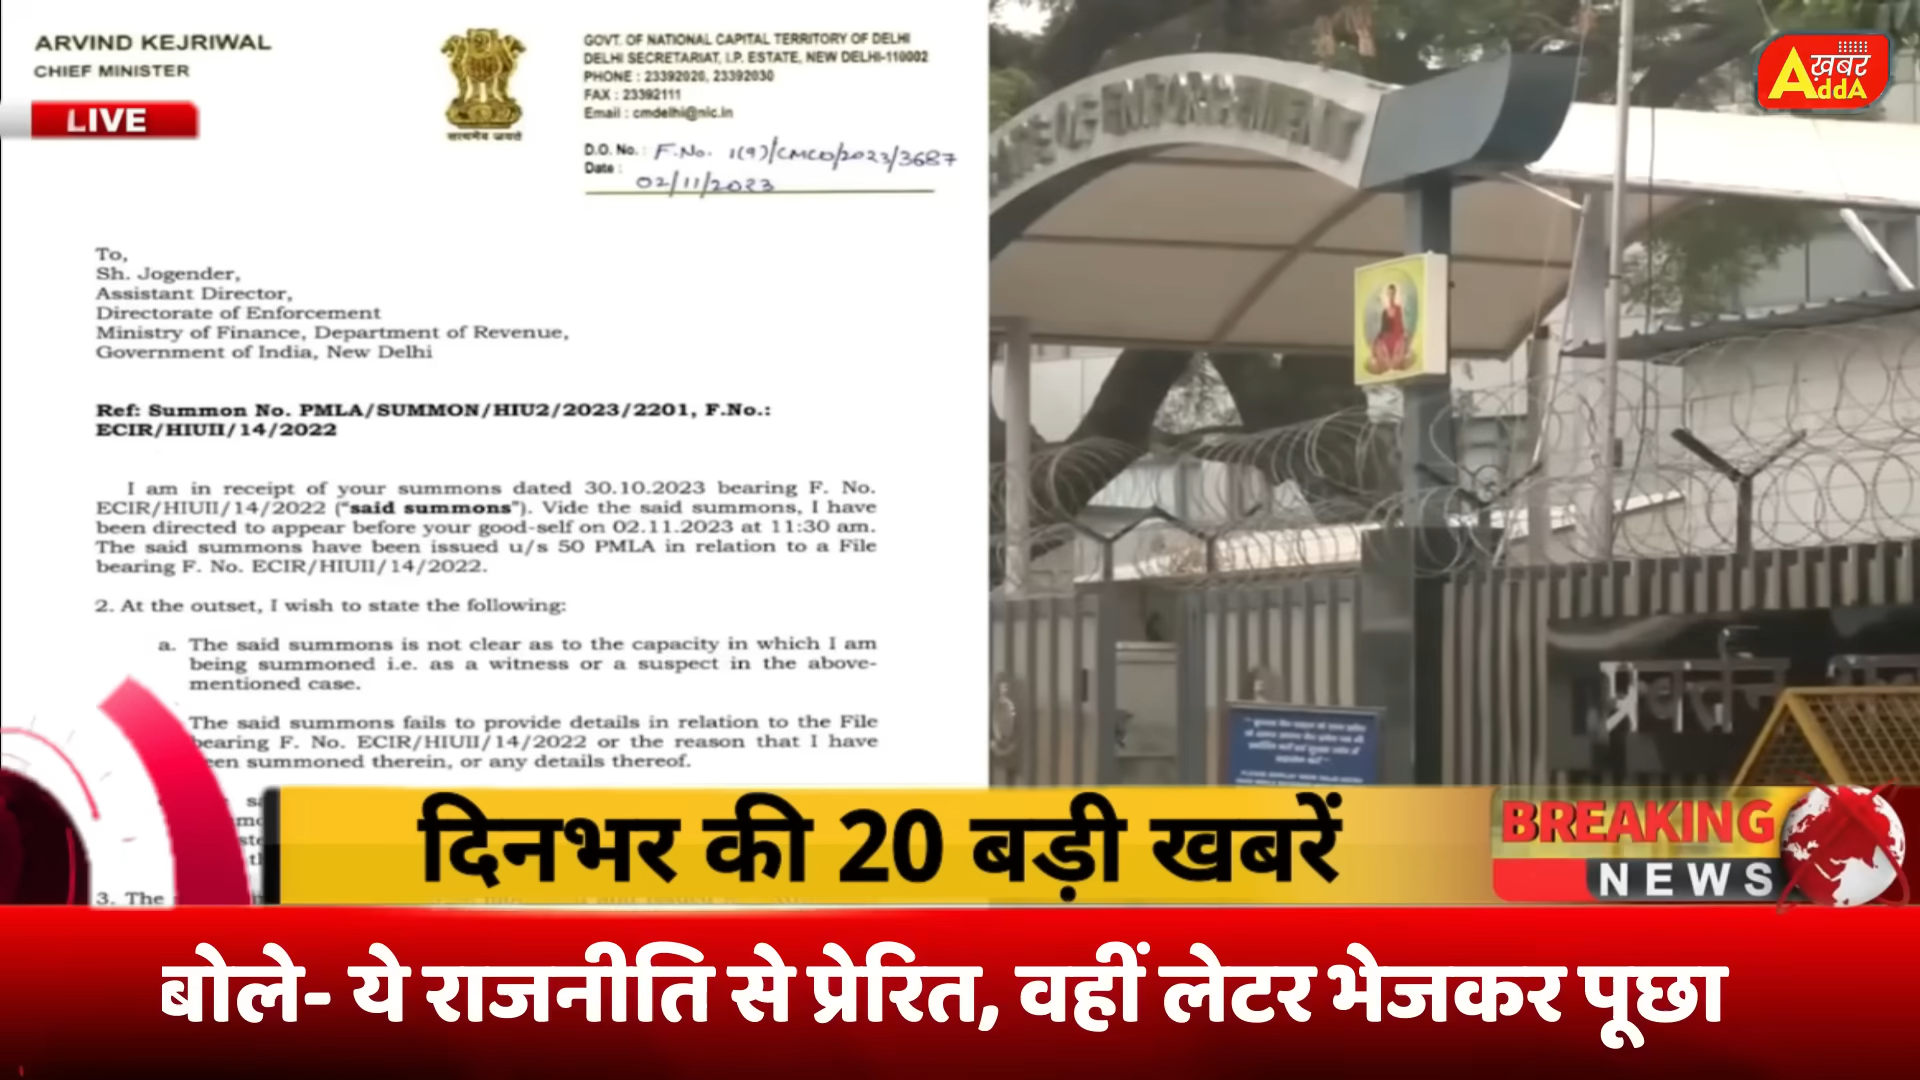 ARVIND KEJRIWAL
CHIEF MINISTER
LIVE
सत्यमेव जयते
GOVT. OF NATIONAL CAPITAL TERRITORY OF DELHI
DELHI SECRETARIAT, I.P. ESTATE, NEW DELHI-110002
PHONE : 23392020, 23392030
FAX : 23392111
Email : cmdelhi@nic.in
D.O. No. : F.No. 1(9)/CMCO/2023/3687
Date : 02/11/2023
To,
Sh. Jogender,
Assistant Director,
Directorate of Enforcement
Ministry of Finance, Department of Revenue,
Government of India, New Delhi
Ref: Summon No. PMLA/SUMMON/HIU2/2023/2201, F.No.:
ECIR/HIUII/14/2022
I am in receipt of your summons dated 30.10.2023 bearing F. No.
ECIR/HIUII/14/2022 ("said summons"). Vide the said summons, I have
been directed to appear before your good-self on 02.11.2023 at 11:30 am.
The said summons have been issued u/s 50 PMLA in relation to a File
bearing F. No. ECIR/HIUII/14/2022.
2. At the outset, I wish to state the following:
a. The said summons is not clear as to the capacity in which I am
being summoned i.e. as a witness or a suspect in the above-
mentioned case.
The said summons fails to provide details in relation to the File
bearing F. No. ECIR/HIUII/14/2022 or the reason that I have
summoned therein, or any details thereof.
3. The
OF ENFORCEMENT
ख़बर
AddA
प्रवर्तन
दिनभर की 20 बड़ी खबरें
BREAKING
NEWS
बोले- ये राजनीति से प्रेरित, वहीं लेटर भेजकर पूछा